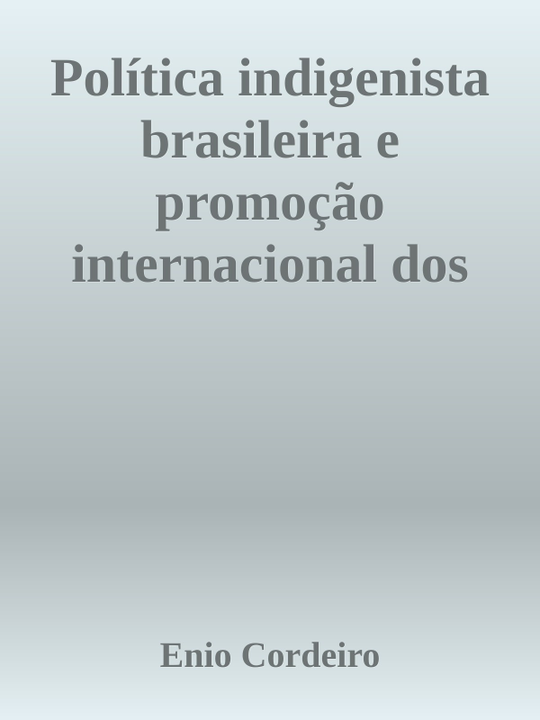 Política indigenista
brasileira e
promoção
internacional dos
Enio Cordeiro